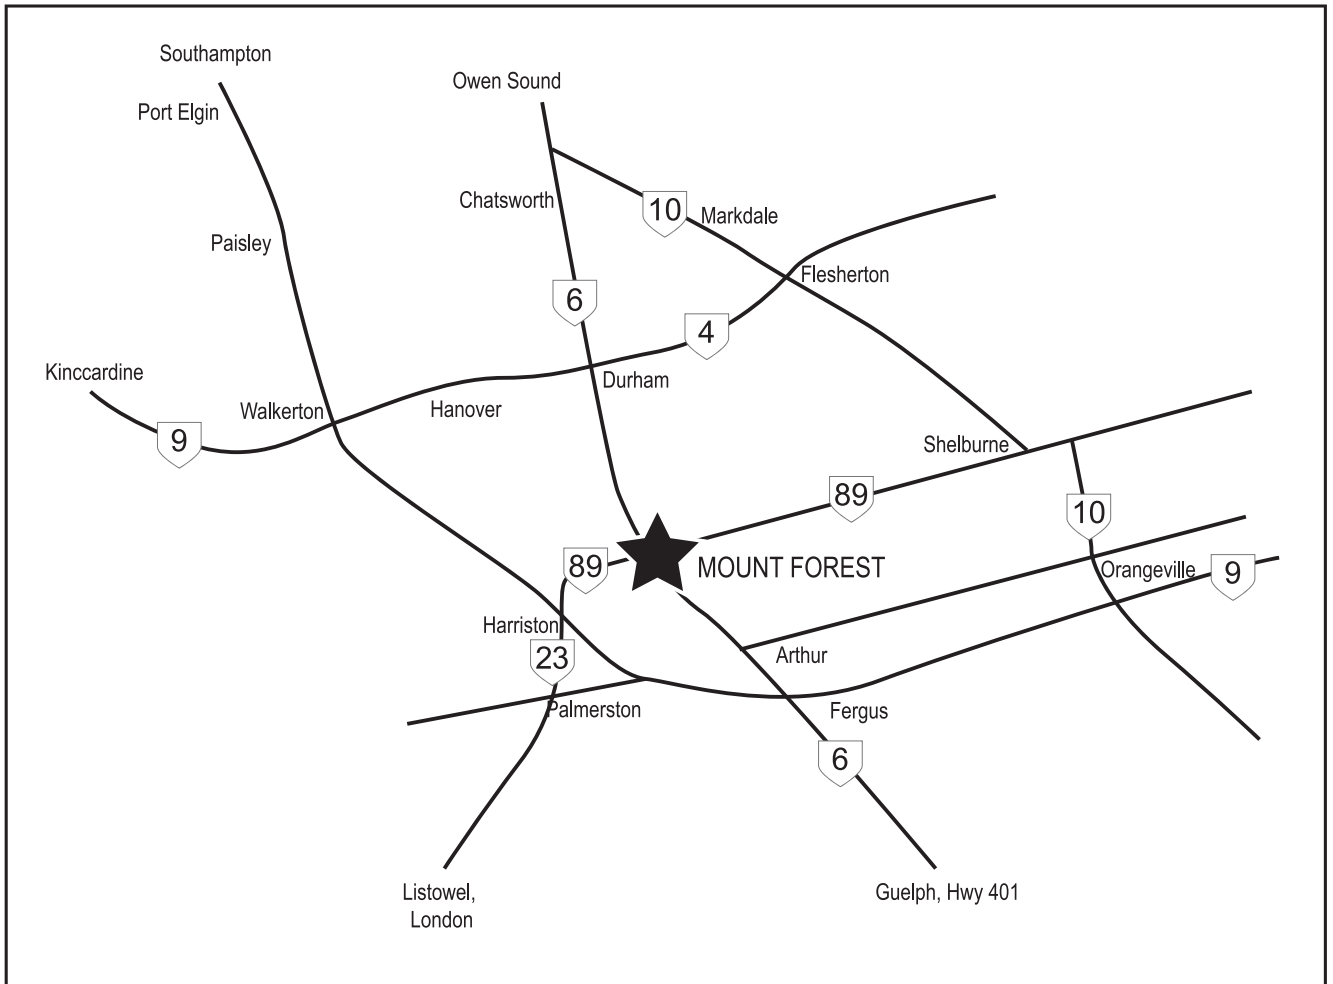 Southampton
Owen Sound
Port Elgin
Chatsworth
10
Markdale
Paisley
Flesherton
6
4
Kinccardine
Durham
Walkerton
Hanover
9
Shelburne
89
10
89
MOUNT FOREST
Orangeville
9
Harriston
23
Arthur
Palmerston
Fergus
6
Listowel,
London
Guelph, Hwy 401